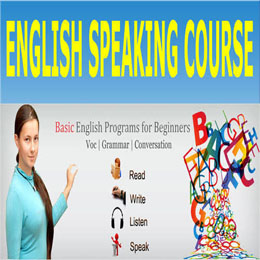 ENGLISH SPEAKING COURSE
Basic English Programs for Beginners
Voc | Grammar | Conversation
Read
Write
Listen
Speak